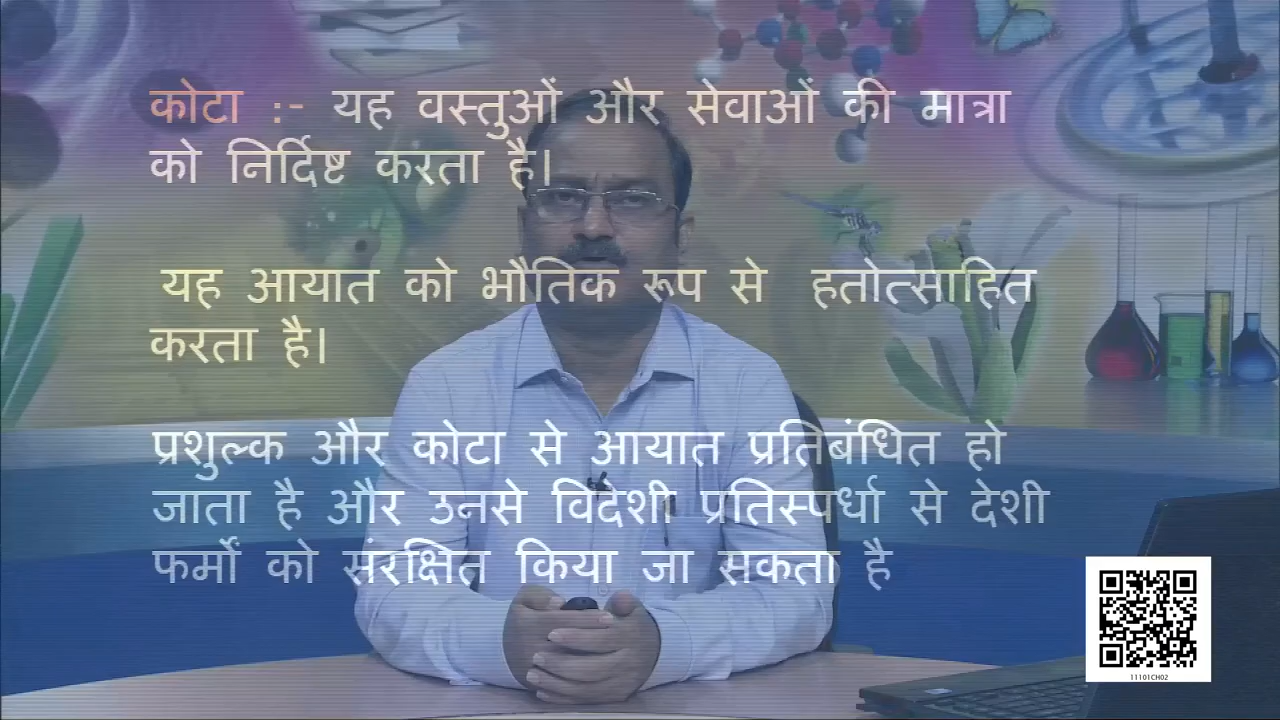 कोटा :- यह वस्तुओं और सेवाओं की मात्रा
को निर्दिष्ट करता है।
यह आयात को भौतिक रूप से हतोत्साहित
करता है।
प्रशुल्क और कोटा से आयात प्रतिबंधित हो
जाता है और उनसे विदेशी प्रतिस्पर्धा से देशी
फर्मों को संरक्षित किया जा सकता है
11101CH02